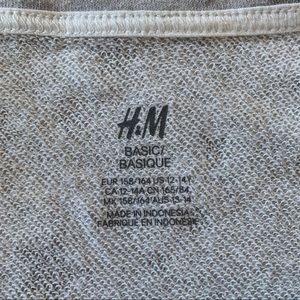 H&M
BASIC/
BASIQUE
EUR 158/164 US 12-14Y
CA 12-14A CN 165/84
MX 158/164 AUS 13-14
MADE IN INDONESIA
FABRIQUÉ EN INDONÉSIE